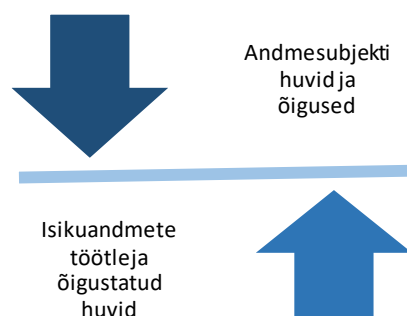 Andmesubjekti
huvid ja
õigused
Isikuandmete
töötleja
õigustatud
huvid